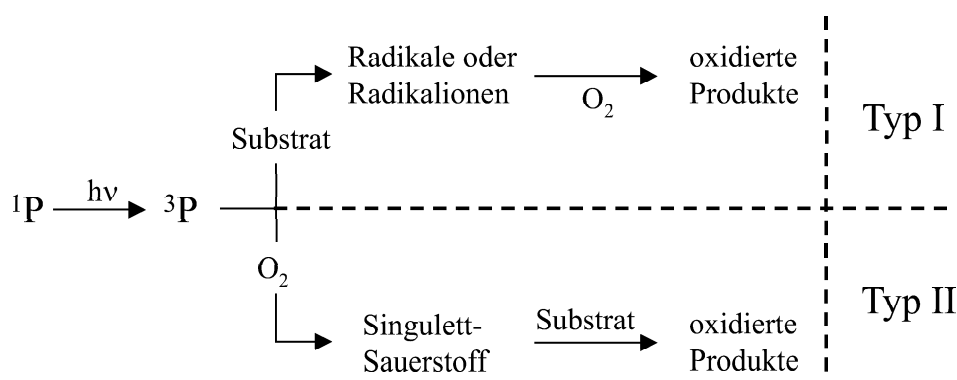 Radikale oder
Radikalionen
O₂
oxidierte
Produkte
Typ I
Substrat
¹P
hν
³P
O₂
Singulett-
Sauerstoff
Substrat
oxidierte
Produkte
Typ II